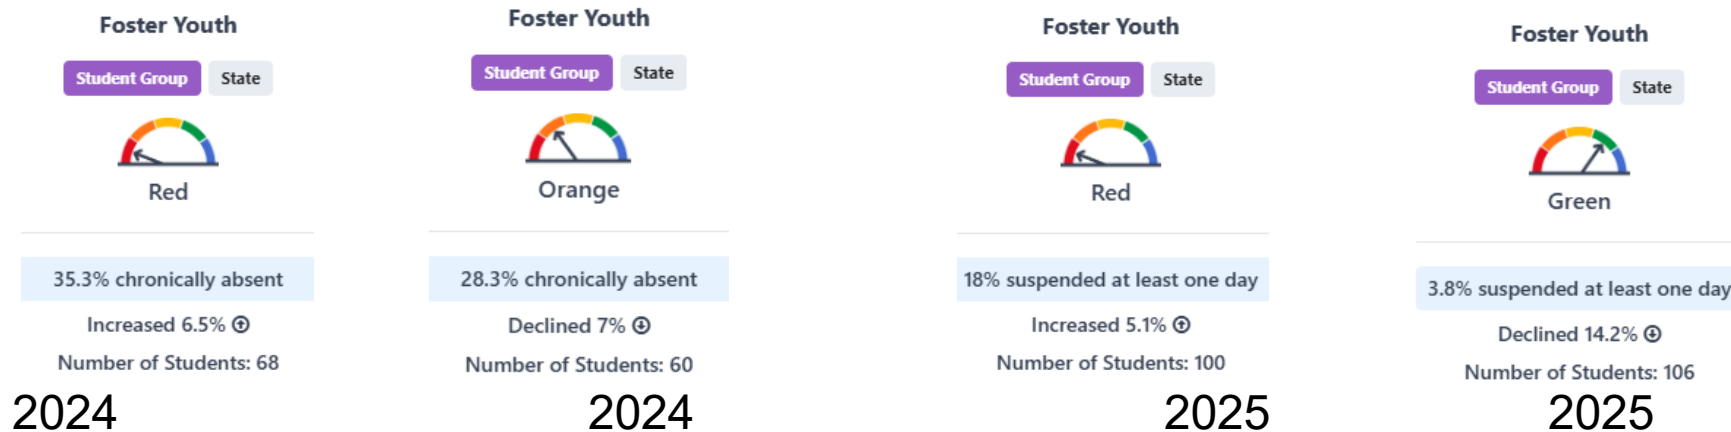 Foster Youth
Student Group State
Red
35.3% chronically absent
Increased 6.5%
Number of Students: 68
2024
Foster Youth
Student Group State
Orange
28.3% chronically absent
Declined 7%
Number of Students: 60
2024
Foster Youth
Student Group State
Red
18% suspended at least one day
Increased 5.1%
Number of Students: 100
2025
Foster Youth
Student Group State
Green
3.8% suspended at least one day
Declined 14.2%
Number of Students: 106
2025